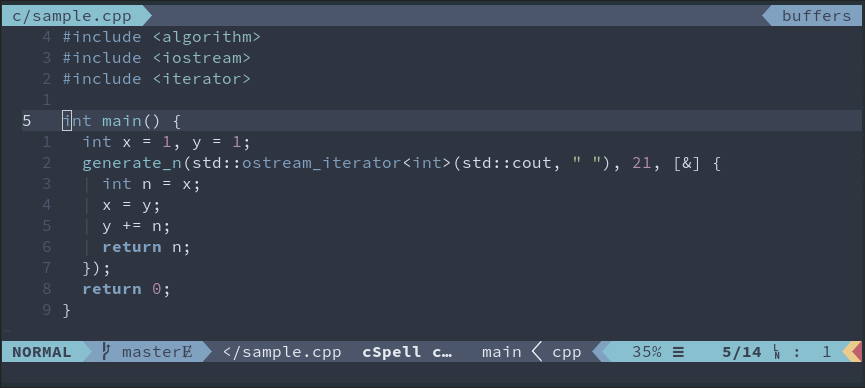 c/sample.cpp buffers
4 #include <algorithm>
3 #include <iostream>
2 #include <iterator>
1
5 int main() {
1 int x = 1, y = 1;
2 generate_n(std::ostream_iterator<int>(std::cout, " "), 21, [&] {
3 | int n = x;
4 | x = y;
5 | y += n;
6 | return n;
7 });
8 return 0;
9 }
~
NORMAL masterɆ </sample.cpp cSpell c… main cpp 35% ☰ 5/14 ␤ : 1